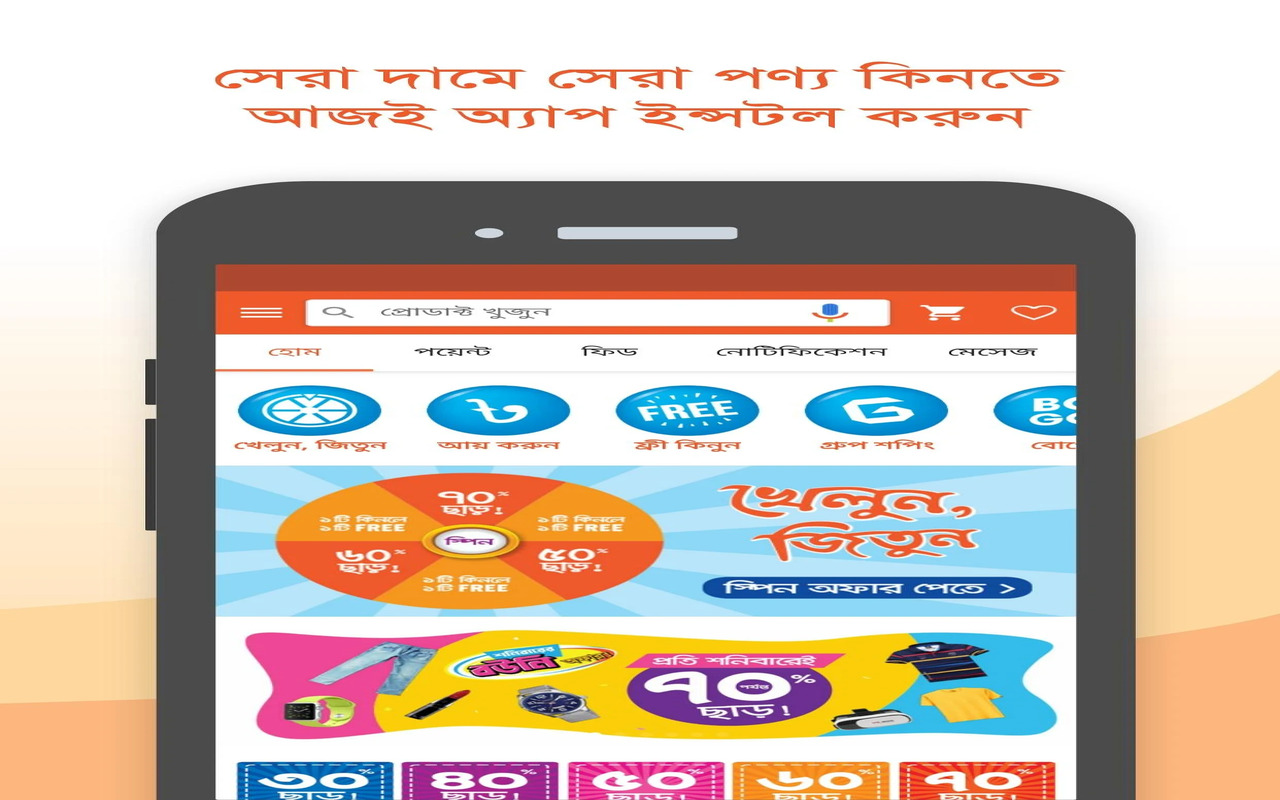 সেরা দামে সেরা পণ্য কিনতে
আজই অ্যাপ ইন্সটল করুন
প্রোডাক্ট খুজুন
হোম পয়েন্ট ফিড নোটিফিকেশন মেসেজ
FREE
খেলুন, জিতুন আয় করুন ফ্রী কিনুন গ্রুপ শপিং
৭০%
ছাড়!
১টি কিনলে
১টি FREE
১টি কিনলে
১টি FREE
স্পিন
৬০%
ছাড়!
৫০%
ছাড়!
১টি কিনলে
১টি FREE
খেলুন,
জিতুন
স্পিন অফার পেতে >
শনিবারের
প্রতি শনিবারেই
৭০ পর্যন্ত %
ছাড়!
৩০% ৪০% ৫০% ৬০% ৭০%
ছাড়! ছাড়! ছাড়! ছাড়! ছাড়!